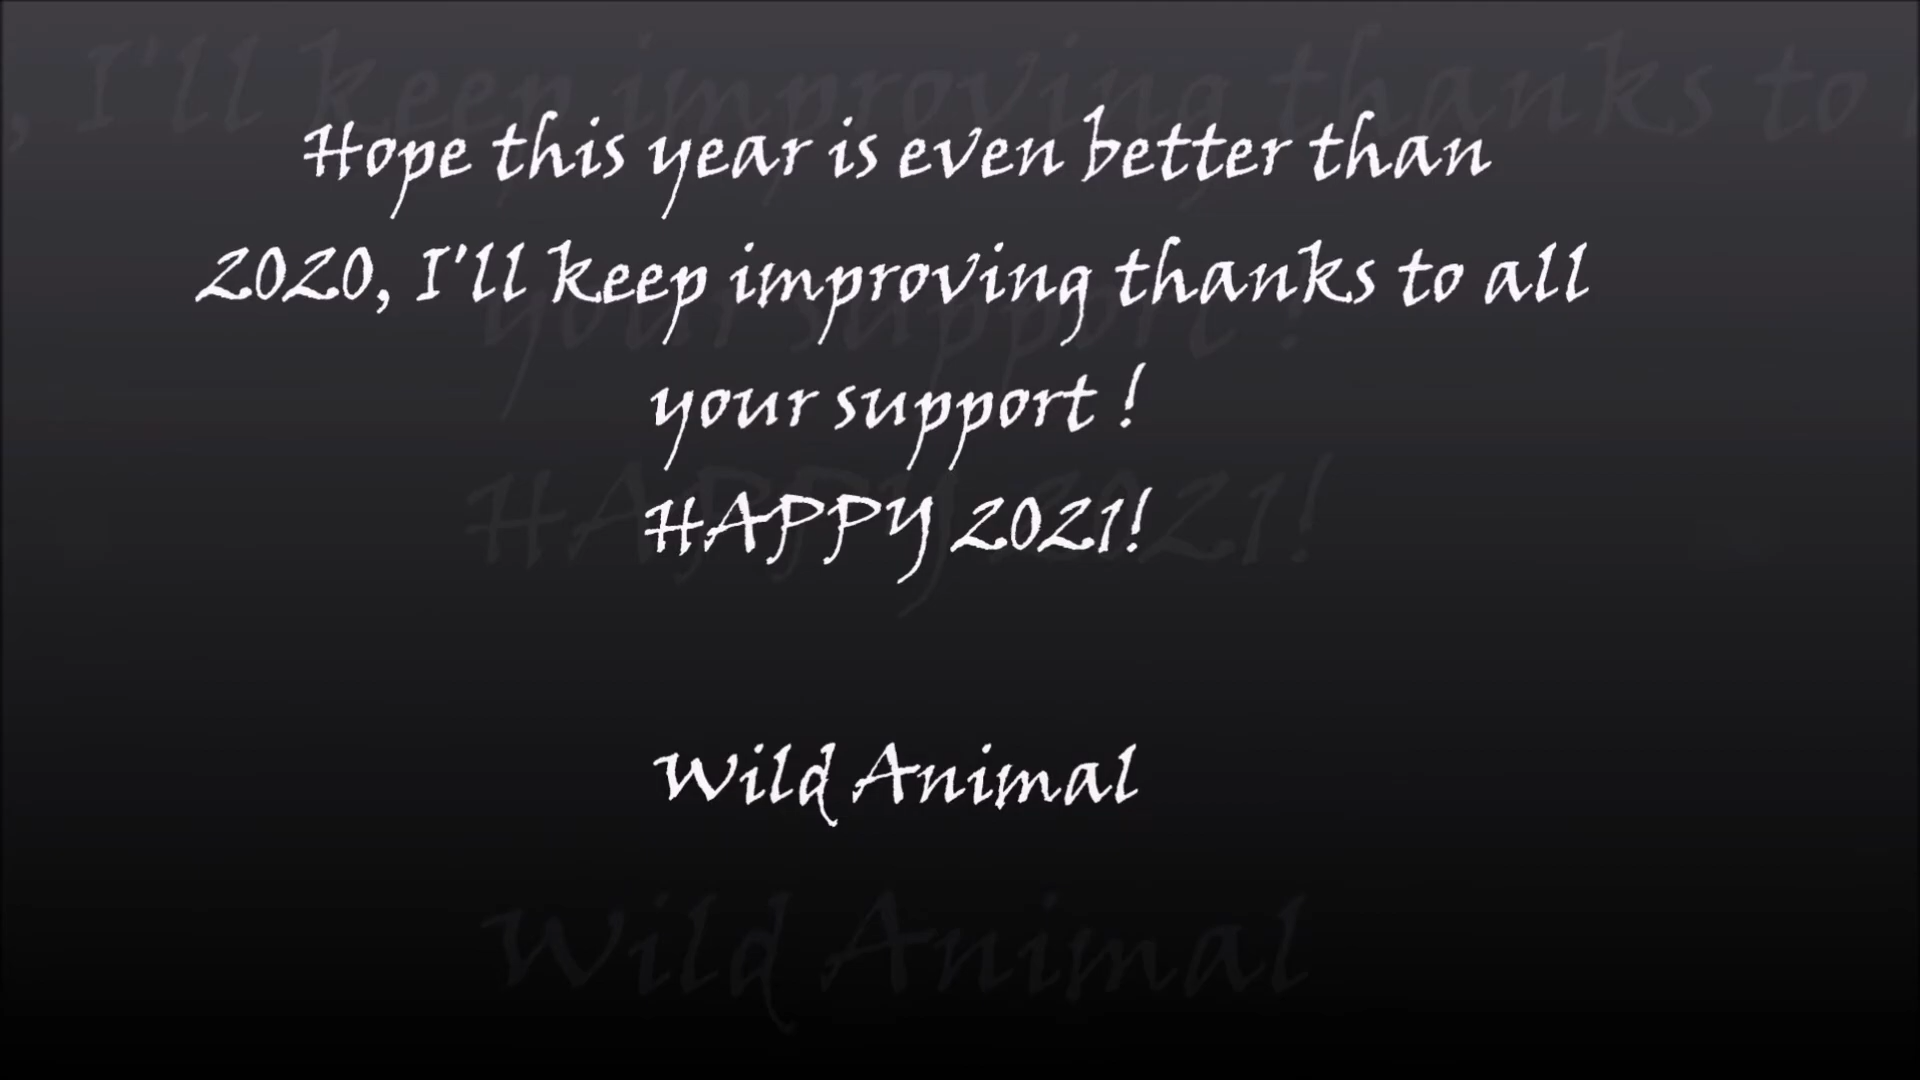 Hope this year is even better than
2020, I'll keep improving thanks to all
your support !
HAPPY 2021!
Wild Animal